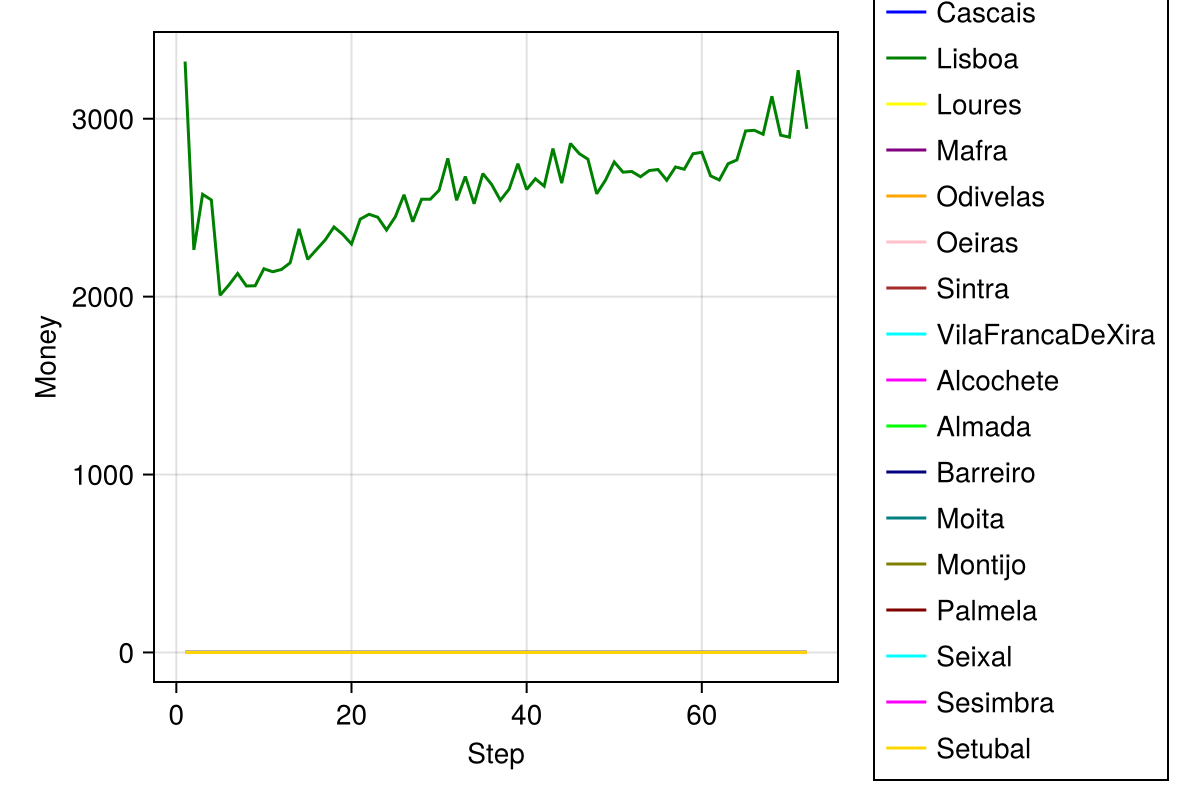 Cascais
Lisboa
Loures
Mafra
Odivelas
Oeiras
Sintra
VilaFrancaDeXira
Alcochete
Almada
Barreiro
Moita
Montijo
Palmela
Seixal
Sesimbra
Setubal
3000
2000
1000
0
Money
0 20 40 60
Step